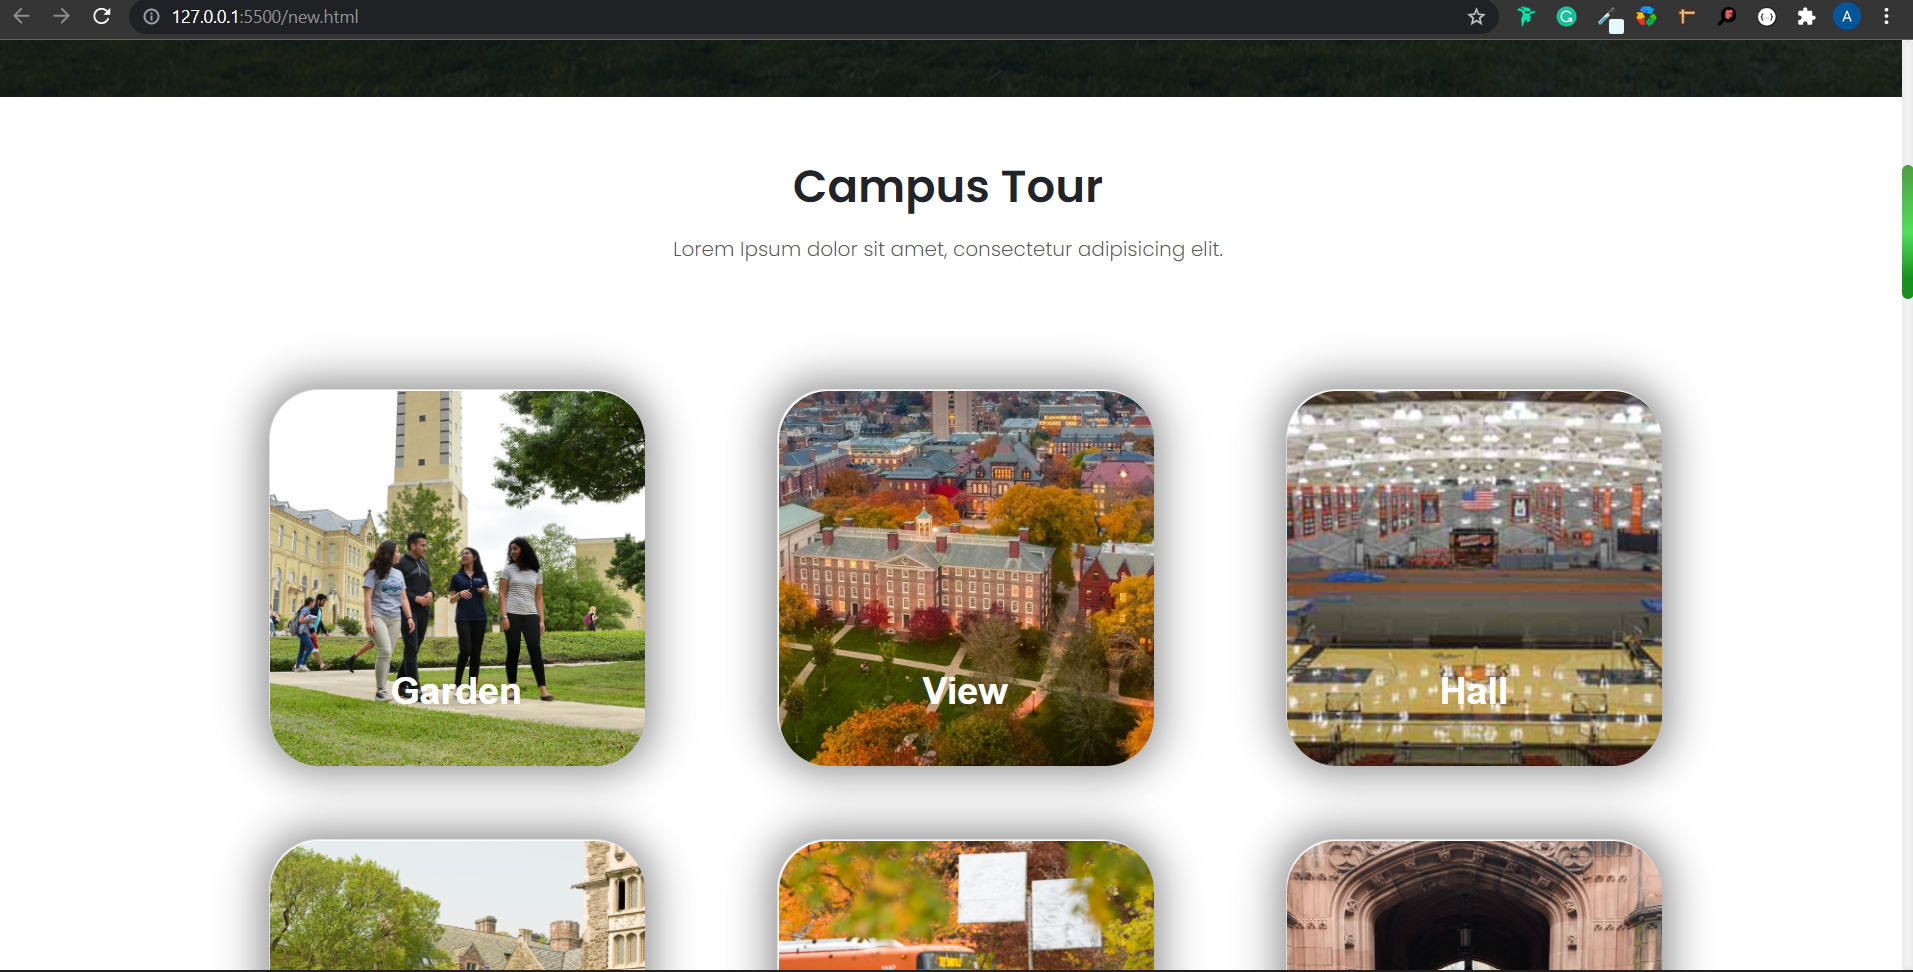 127.0.0.1:5500/new.html
A
Campus Tour
Lorem Ipsum dolor sit amet, consectetur adipisicing elit.
Garden
View
Hall